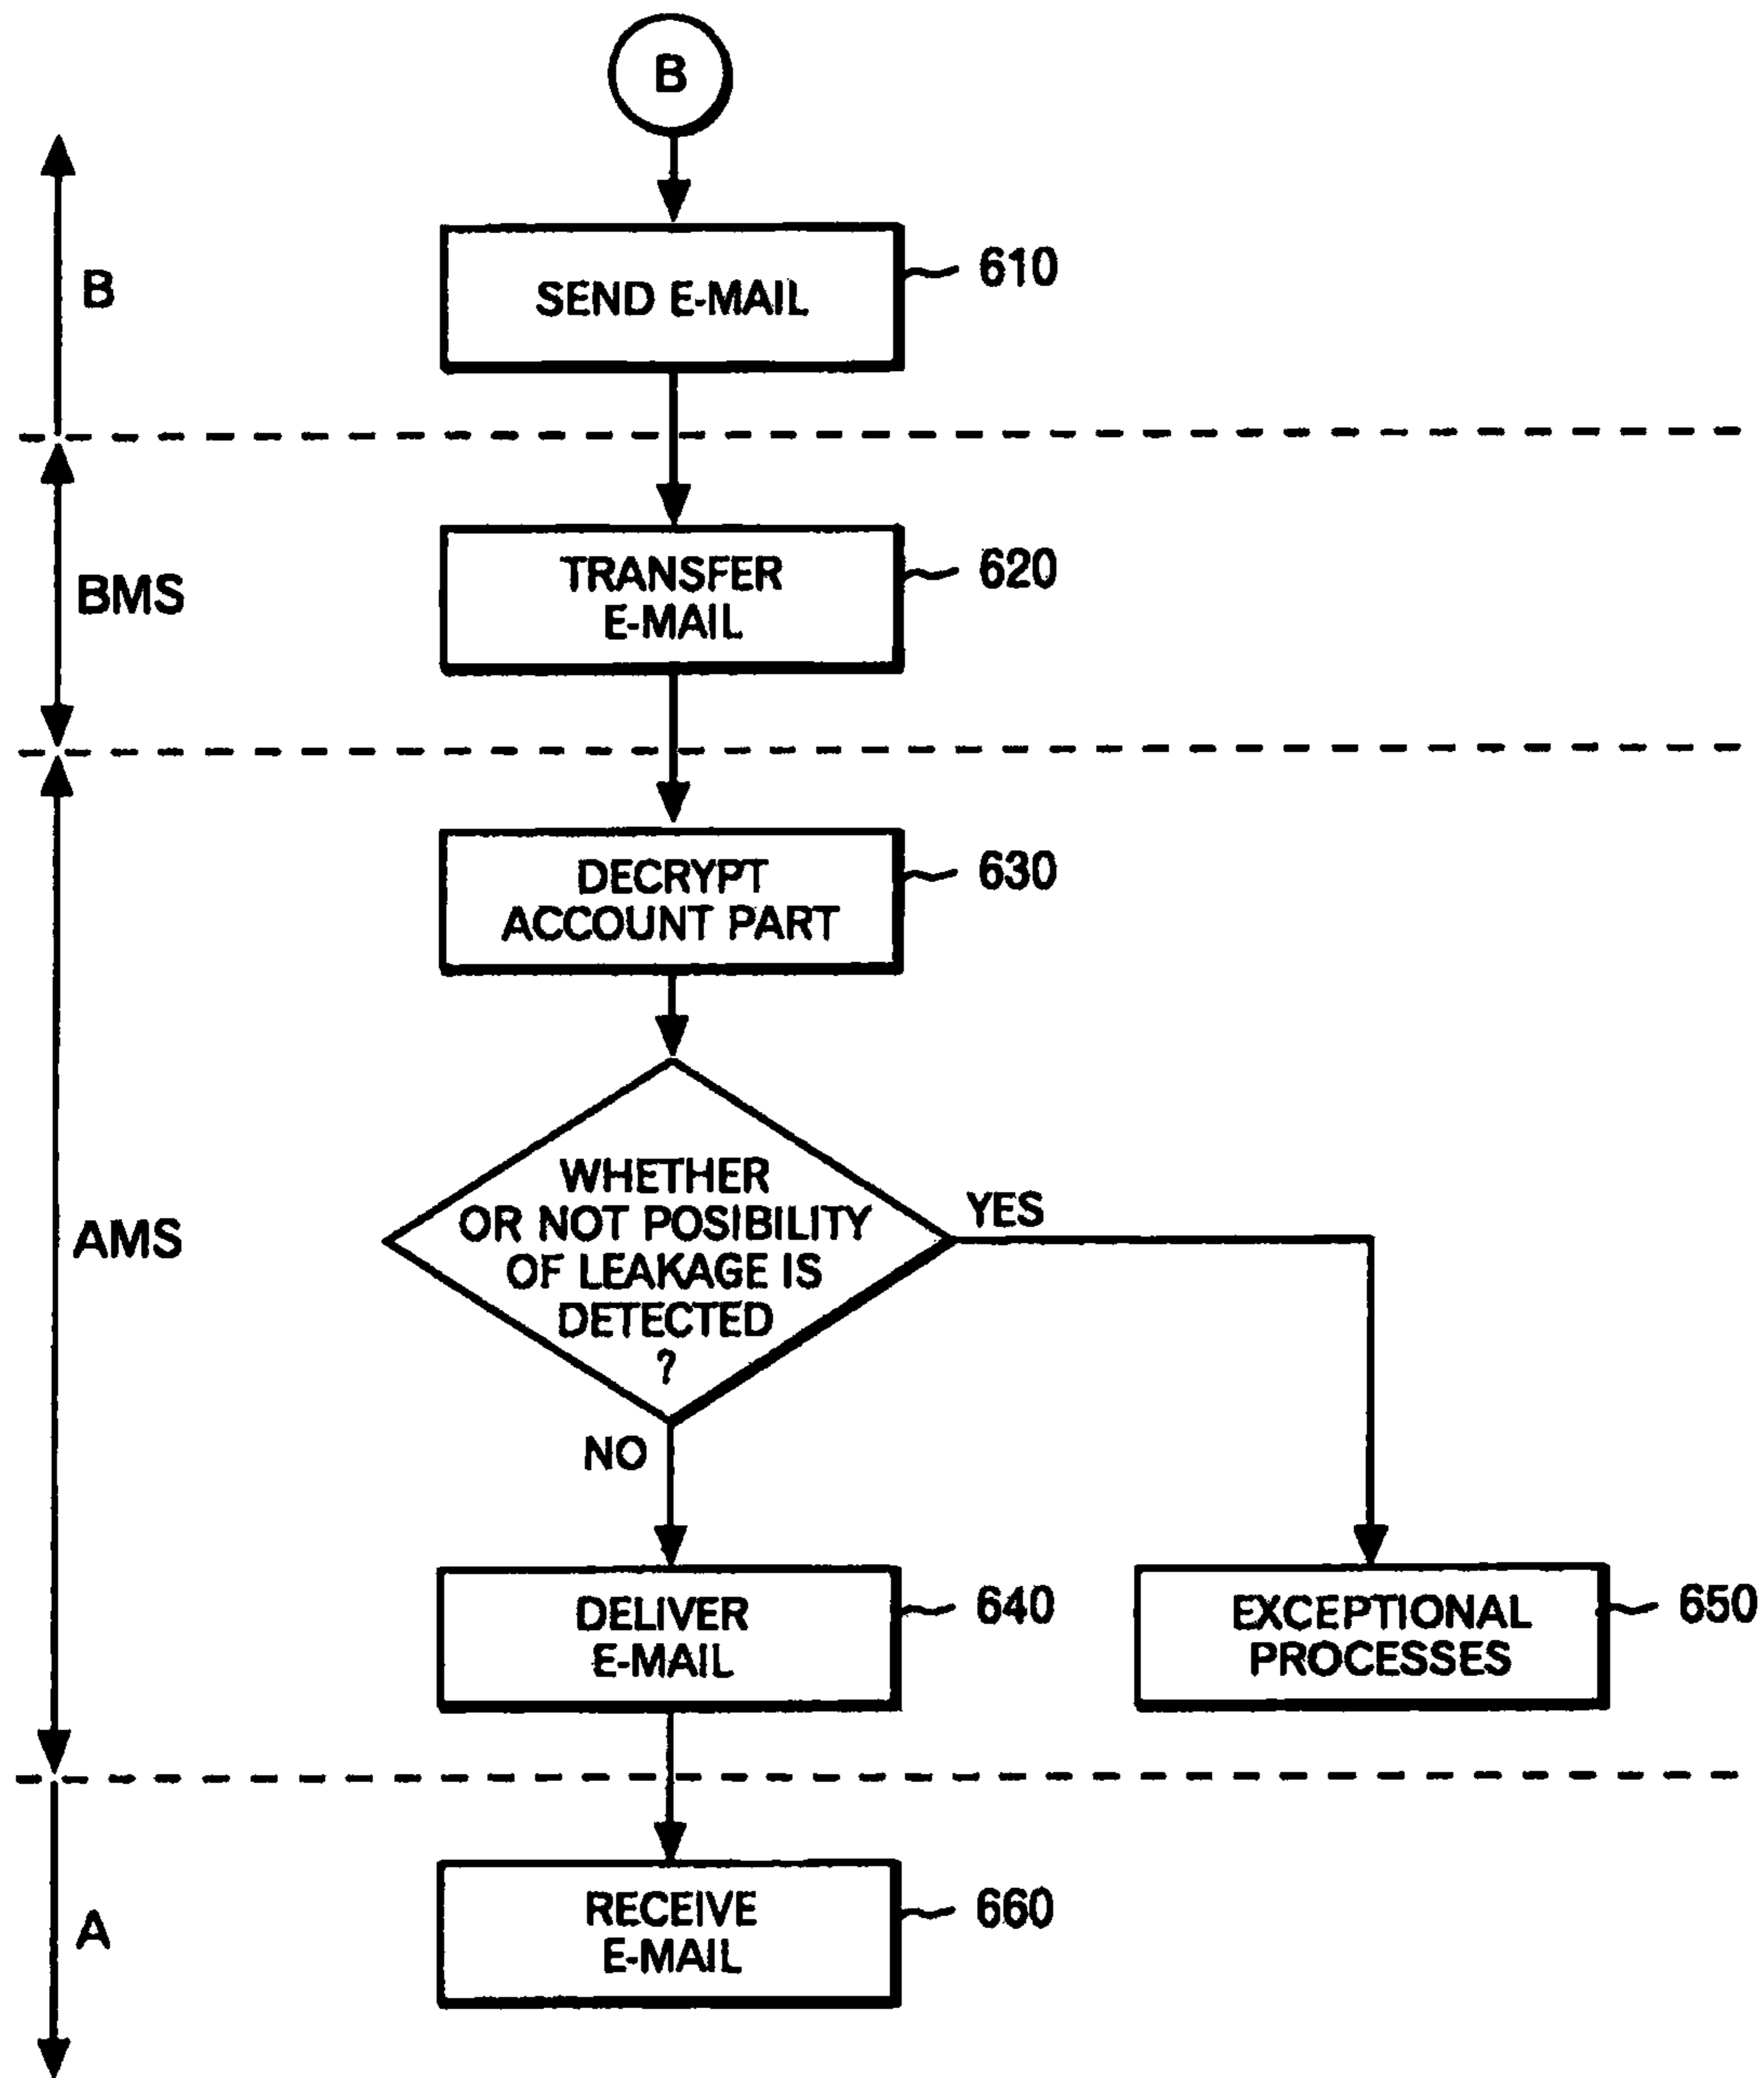 B
B
SEND E-MAIL
610
BMS
TRANSFER
E-MAIL
620
DECRYPT
ACCOUNT PART
630
AMS
WHETHER
OR NOT POSIBILITY
OF LEAKAGE IS
DETECTED
?
YES
NO
DELIVER
E-MAIL
640
EXCEPTIONAL
PROCESSES
650
A
RECEIVE
E-MAIL
660